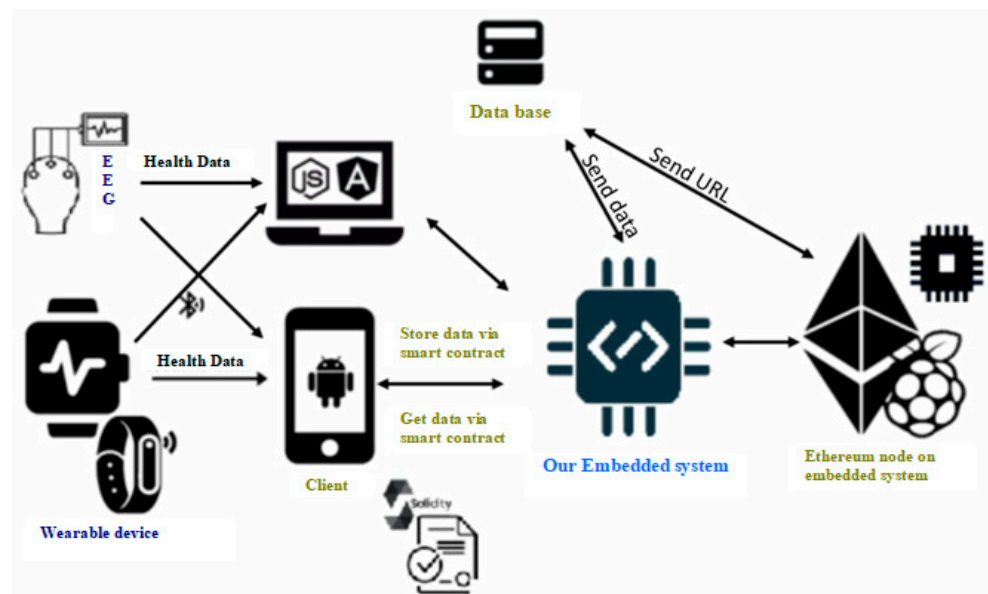 Data base
E
E
G
Health Data
JS
A
Send data
Send URL
Health Data
Store data via
smart contract
Get data via
smart contract
Client
Our Embedded system
Ethereum node on
embedded system
Solidity
Wearable device